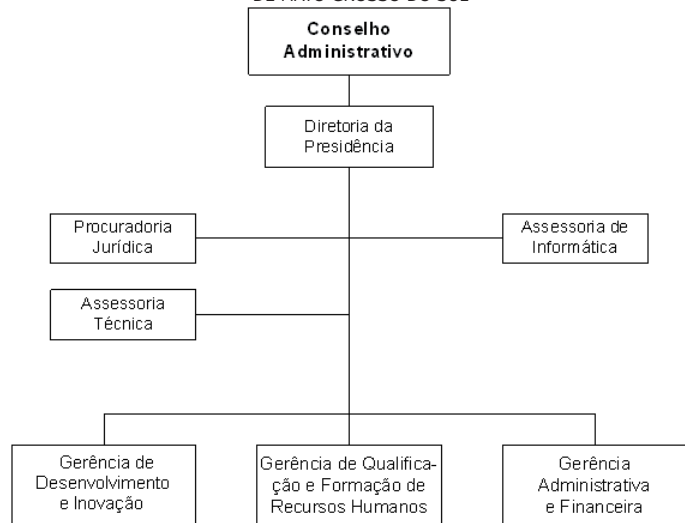 Conselho
Administrativo
Diretoria da
Presidência
Procuradoria
Jurídica
Assessoria de
Informática
Assessoria
Técnica
Gerência de
Desenvolvimento
e Inovação
Gerência de Qualifica-
ção e Formação de
Recursos Humanos
Gerência
Administrativa
e Financeira